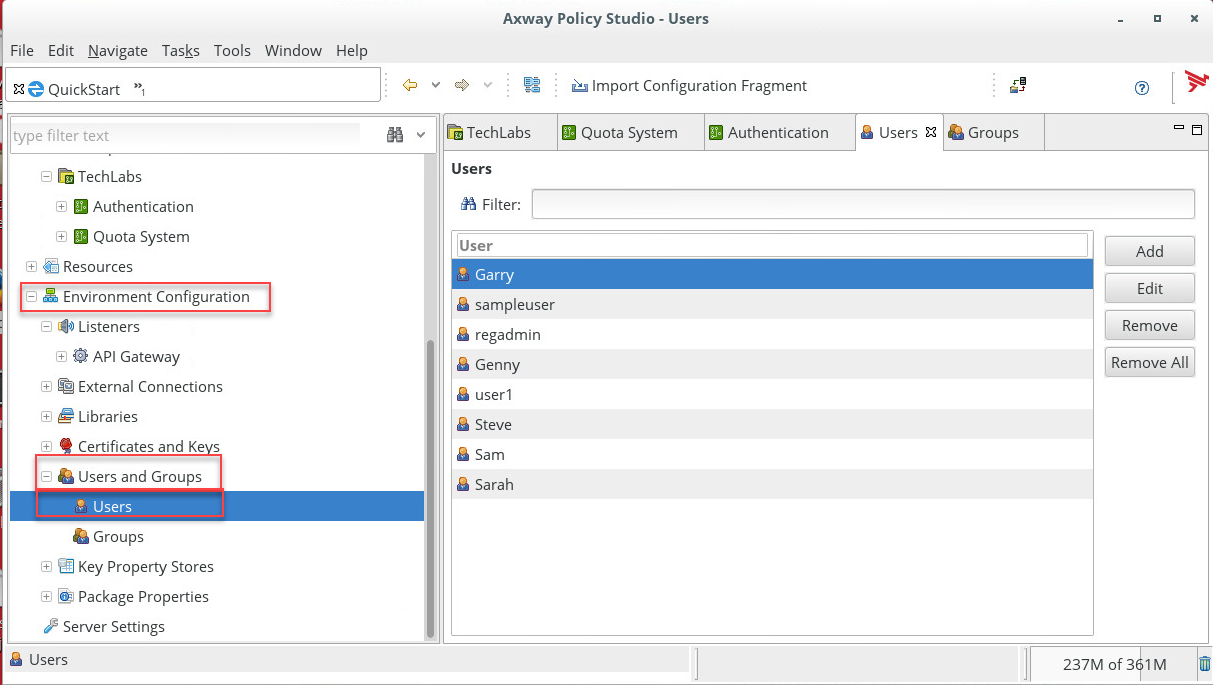 Axway Policy Studio - Users
File Edit Navigate Tasks Tools Window Help
QuickStart »1
Import Configuration Fragment
type filter text
TechLabs
Authentication
Quota System
Resources
Environment Configuration
Listeners
API Gateway
External Connections
Libraries
Certificates and Keys
Users and Groups
Users
Groups
Key Property Stores
Package Properties
Server Settings
TechLabs Quota System Authentication Users Groups
Users
Filter:
User
Garry
sampleuser
regadmin
Genny
user1
Steve
Sam
Sarah
Add
Edit
Remove
Remove All
Users
237M of 361M